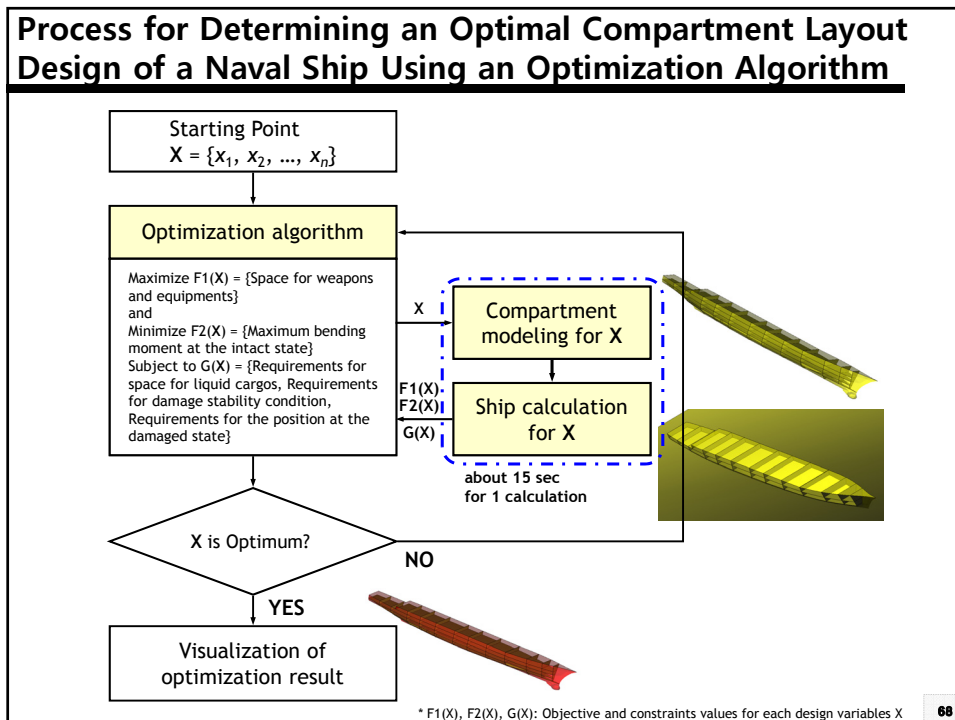 Process for Determining an Optimal Compartment Layout
Design of a Naval Ship Using an Optimization Algorithm
Starting Point
X = {x₁, x₂, ..., xₙ}
Optimization algorithm
Maximize F1(X) = {Space for weapons
and equipments}
and
Minimize F2(X) = {Maximum bending
moment at the intact state}
Subject to G(X) = {Requirements for
space for liquid cargos, Requirements
for damage stability condition,
Requirements for the position at the
damaged state}
X
Compartment
modeling for X
F1(X)
F2(X)
G(X)
Ship calculation
for X
about 15 sec
for 1 calculation
X is Optimum?
NO
YES
Visualization of
optimization result
* F1(X), F2(X), G(X): Objective and constraints values for each design variables X
68